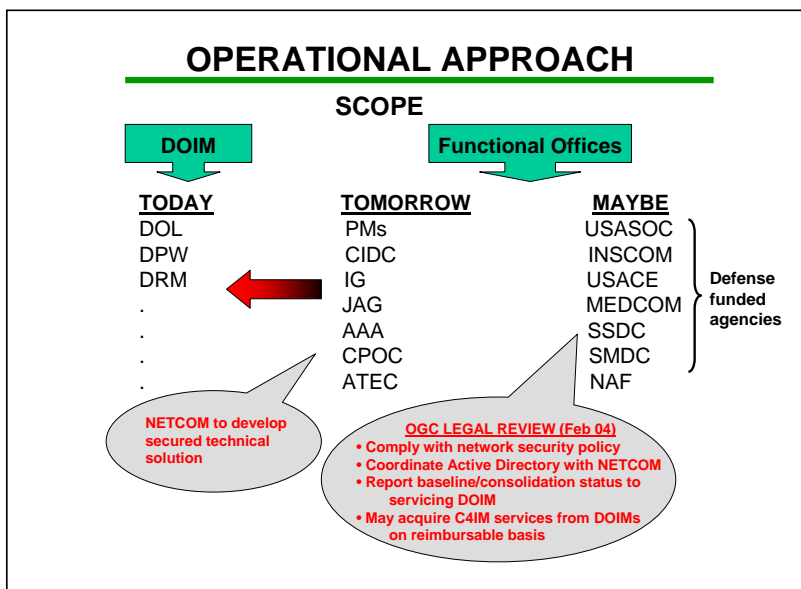 OPERATIONAL APPROACH
SCOPE
DOIM
Functional Offices
TODAY
DOL
DPW
DRM
.
.
.
.
TOMORROW
PMs
CIDC
IG
JAG
AAA
CPOC
ATEC
MAYBE
USASOC
INSCOM
USACE
MEDCOM
SSDC
SMDC
NAF
Defense
funded
agencies
NETCOM to develop
secured technical
solution
OGC LEGAL REVIEW (Feb 04)
• Comply with network security policy
• Coordinate Active Directory with NETCOM
• Report baseline/consolidation status to
servicing DOIM
• May acquire C4IM services from DOIMs
on reimbursable basis